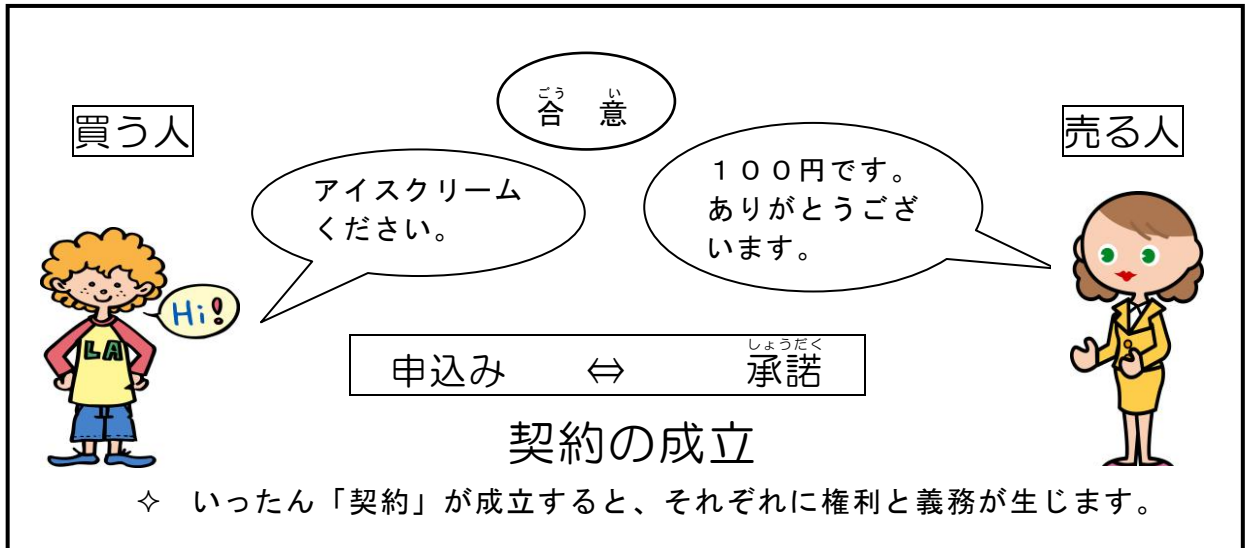 ごう い
合 意
買う人
売る人
アイスクリーム
ください。
１００円です。
ありがとうござ
います。
Hi!
LA
しょうだく
申込み ⇔ 承諾
契約の成立
✧ いったん「契約」が成立すると、それぞれに権利と義務が生じます。